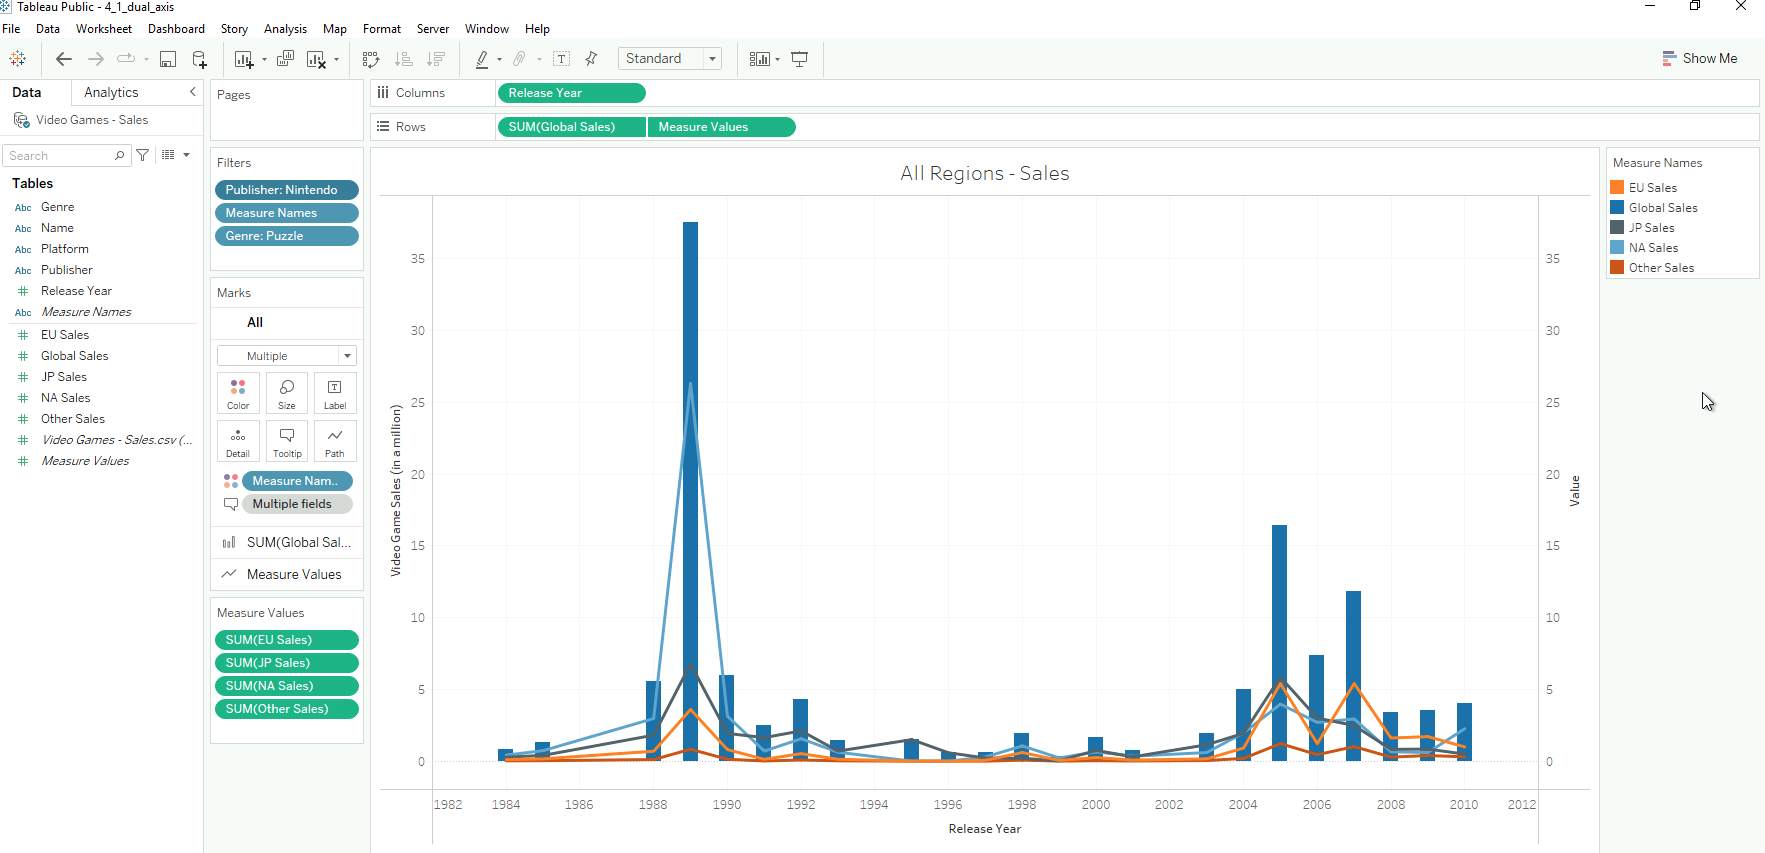 Tableau Public - 4_1_dual_axis
File Data Worksheet Dashboard Story Analysis Map Format Server Window Help
Standard
Show Me
Data Analytics
Video Games - Sales
Search
Tables
Abc Genre
Abc Name
Abc Platform
Abc Publisher
# Release Year
Abc Measure Names
# EU Sales
# Global Sales
# JP Sales
# NA Sales
# Other Sales
# Video Games - Sales.csv (...
# Measure Values
Pages
Filters
Publisher: Nintendo
Measure Names
Genre: Puzzle
Marks
All
Multiple
Color Size Label
Detail Tooltip Path
Measure Nam..
Multiple fields
SUM(Global Sal...
Measure Values
Measure Values
SUM(EU Sales)
SUM(JP Sales)
SUM(NA Sales)
SUM(Other Sales)
Columns Release Year
Rows SUM(Global Sales) Measure Values
All Regions - Sales
Video Game Sales (in a million)
35
30
25
20
15
10
5
0
35
30
25
20
15
10
5
0
Value
1982 1984 1986 1988 1990 1992 1994 1996 1998 2000 2002 2004 2006 2008 2010 2012
Release Year
Measure Names
EU Sales
Global Sales
JP Sales
NA Sales
Other Sales